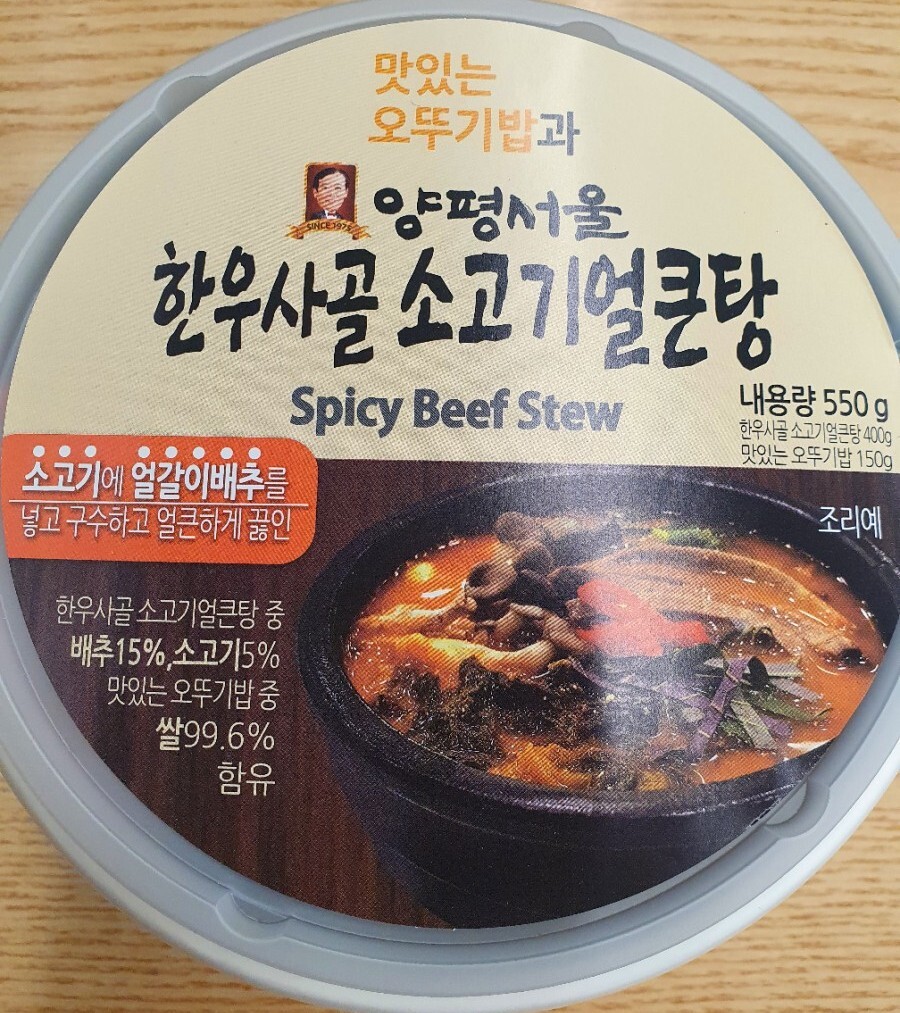 맛있는
오뚜기밥과
SINCE 1975
양평서울
한우사골 소고기얼큰탕
Spicy Beef Stew
내용량 550 g
한우사골 소고기얼큰탕 400g
맛있는 오뚜기밥 150g
소고기에 얼갈이배추를
넣고 구수하고 얼큰하게 끓인
조리예
한우사골 소고기얼큰탕 중
배추15%,소고기5%
맛있는 오뚜기밥 중
쌀99.6%
함유